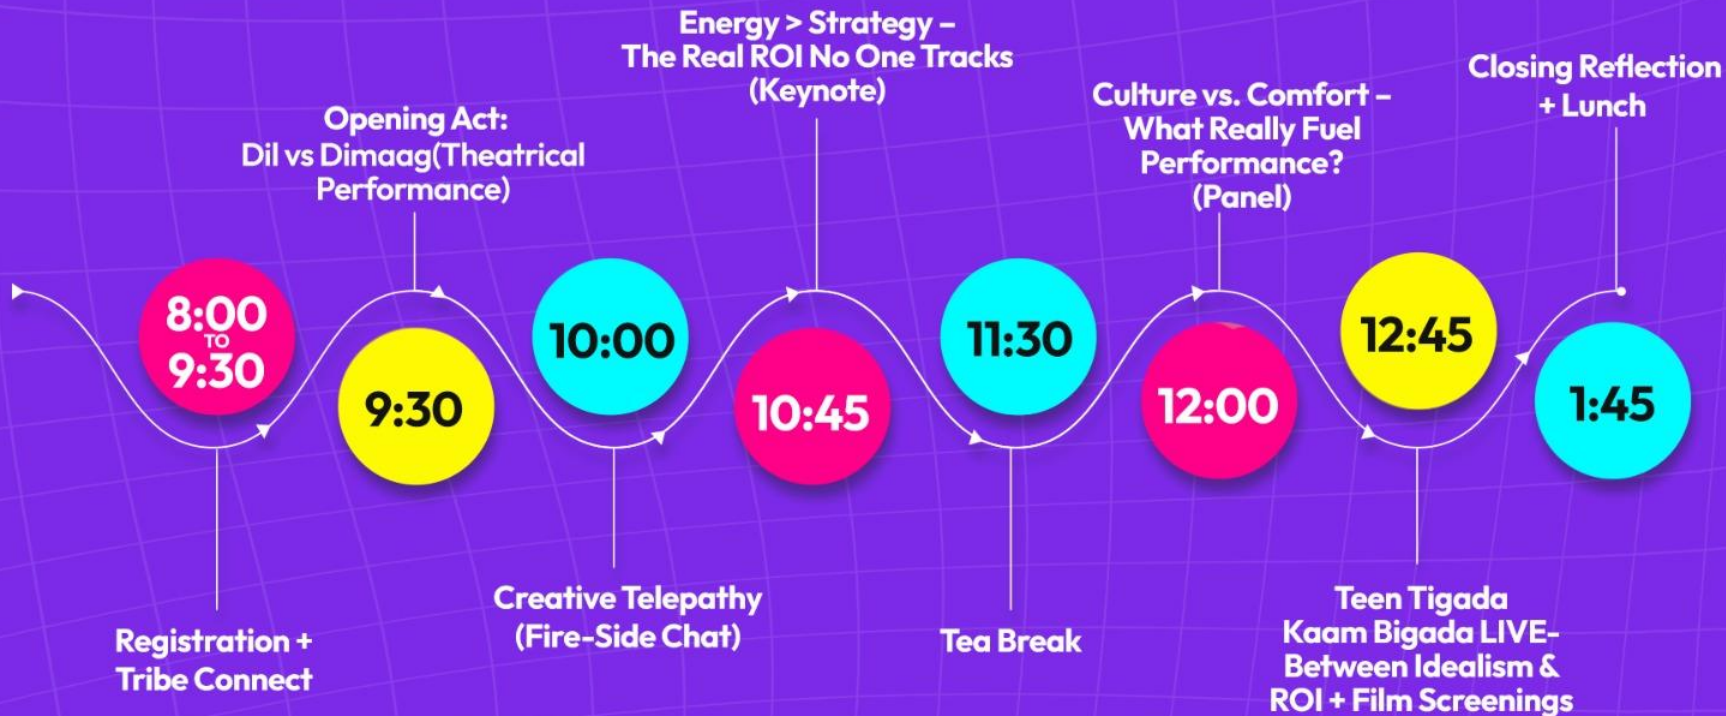 8:00
TO
9:30
Registration +
Tribe Connect
Opening Act:
Dil vs Dimaag(Theatrical
Performance)
9:30
10:00
Creative Telepathy
(Fire-Side Chat)
Energy > Strategy –
The Real ROI No One Tracks
(Keynote)
10:45
11:30
Tea Break
Culture vs. Comfort –
What Really Fuel
Performance?
(Panel)
12:00
12:45
Teen Tigada
Kaam Bigada LIVE-
Between Idealism &
ROI + Film Screenings
Closing Reflection
+ Lunch
1:45